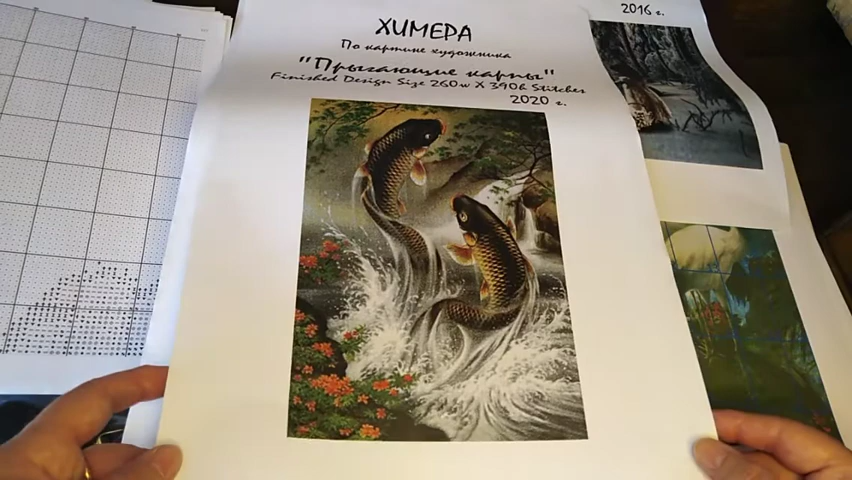 ХИМЕРА
По картине художника
"Прыгающие карпы"
Finished Design Size 260w X 390h Stitches
2020 г.
2016 г.